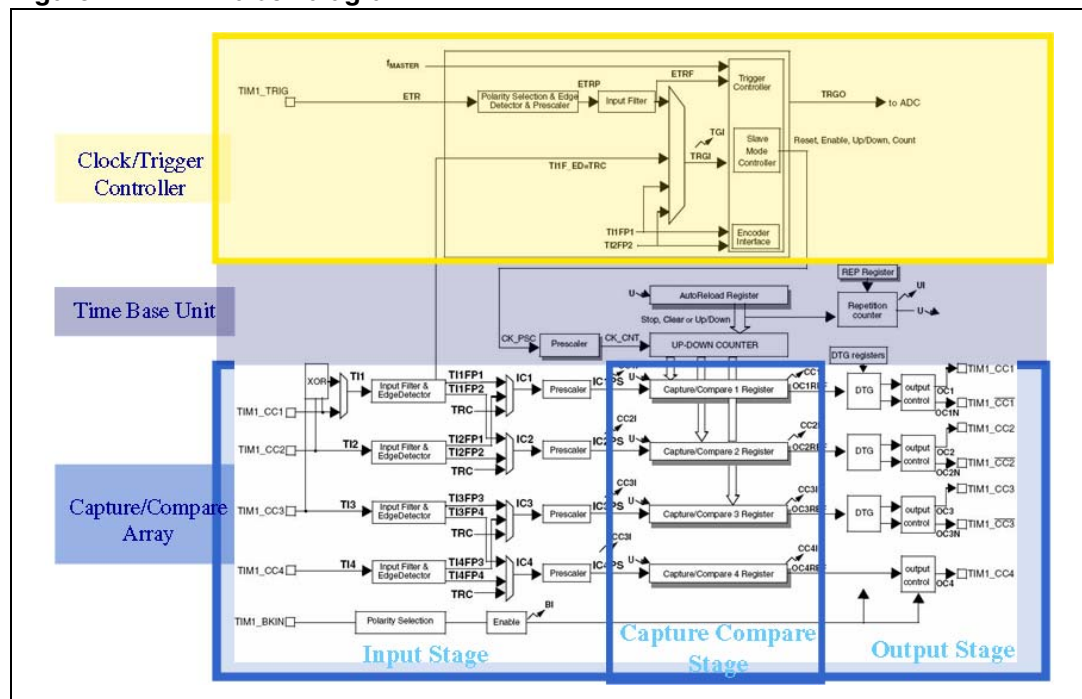 fMASTER
TIM1_TRIG
ETR
Polarity Selection & Edge
Detector & Prescaler
ETRP
Input Filter
ETRF
Trigger
Controller
TRGO
to ADC
Clock/Trigger
Controller
TI1F_ED=TRC
TGI
TRGI
Slave
Mode
Controller
Reset, Enable, Up/Down, Count
TI1FP1
TI2FP2
Encoder
Interface
Time Base Unit
U
AutoReload Register
REP Register
UI
Repetition
counter
U
Stop, Clear or Up/Down
CK_PSC
Prescaler
CK_CNT
UP-DOWN COUNTER
DTG registers
XOR
TI1
Input Filter &
EdgeDetector
TI1FP1
TI1FP2
TRC
IC1
Prescaler
IC1PS
U
Capture/Compare 1 Register
OC1REF
DTG
output
control
OC1
OC1N
TIM1_CC1
TIM1_CC1
TIM1_CC1
TIM1_CC2
TI2
Input Filter &
EdgeDetector
TI2FP1
TI2FP2
TRC
IC2
Prescaler
CC2I
IC2PS
U
Capture/Compare 2 Register
CC2I
OC2REF
DTG
output
control
OC2
OC2N
TIM1_CC2
TIM1_CC2
Capture/Compare
Array
TIM1_CC3
TI3
Input Filter &
EdgeDetector
TI3FP3
TI3FP4
TRC
IC3
Prescaler
IC3PS
CC3I
U
Capture/Compare 3 Register
CC3I
OC3REF
DTG
output
control
OC3
OC3N
TIM1_CC3
TIM1_CC3
TIM1_CC4
TI4
Input Filter &
EdgeDetector
TI4FP3
TI4FP4
TRC
IC4
Prescaler
IC4PS
U
Capture/Compare 4 Register
CC4I
OC4REF
output
control
OC4
TIM1_CC4
TIM1_BKIN
Polarity Selection
Enable
BI
Input Stage
Capture Compare
Stage
Output Stage